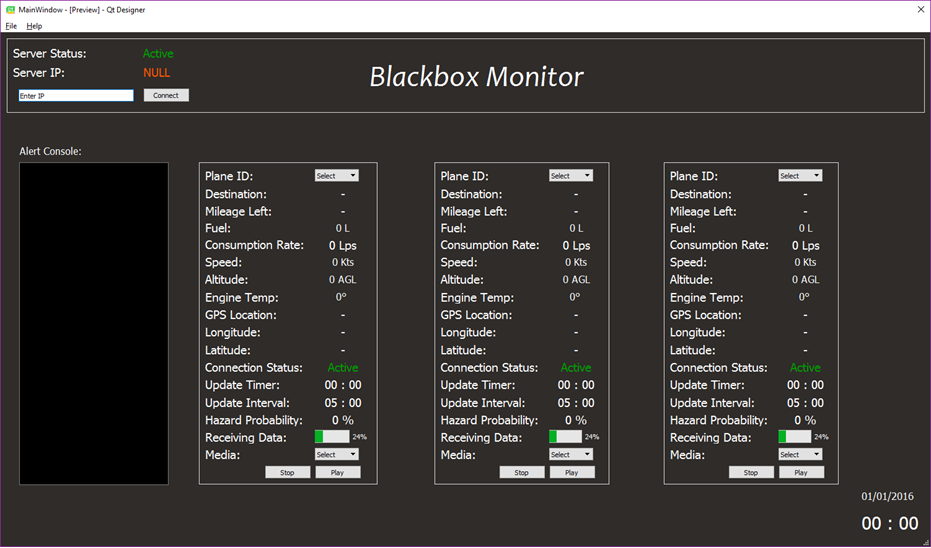 MainWindow - [Preview] - Qt Designer
File Help
Server Status: Active
Server IP: NULL
Enter IP Connect
Blackbox Monitor
Alert Console:
Plane ID: Select
Destination: -
Mileage Left: -
Fuel: 0 L
Consumption Rate: 0 Lps
Speed: 0 Kts
Altitude: 0 AGL
Engine Temp: 0°
GPS Location: -
Longitude: -
Latitude: -
Connection Status: Active
Update Timer: 00 : 00
Update Interval: 05 : 00
Hazard Probability: 0 %
Receiving Data: 24%
Media: Select
Stop Play
Plane ID: Select
Destination: -
Mileage Left: -
Fuel: 0 L
Consumption Rate: 0 Lps
Speed: 0 Kts
Altitude: 0 AGL
Engine Temp: 0°
GPS Location: -
Longitude: -
Latitude: -
Connection Status: Active
Update Timer: 00 : 00
Update Interval: 05 : 00
Hazard Probability: 0 %
Receiving Data: 24%
Media: Select
Stop Play
Plane ID: Select
Destination: -
Mileage Left: -
Fuel: 0 L
Consumption Rate: 0 Lps
Speed: 0 Kts
Altitude: 0 AGL
Engine Temp: 0°
GPS Location: -
Longitude: -
Latitude: -
Connection Status: Active
Update Timer: 00 : 00
Update Interval: 05 : 00
Hazard Probability: 0 %
Receiving Data: 24%
Media: Select
Stop Play
01/01/2016
00 : 00